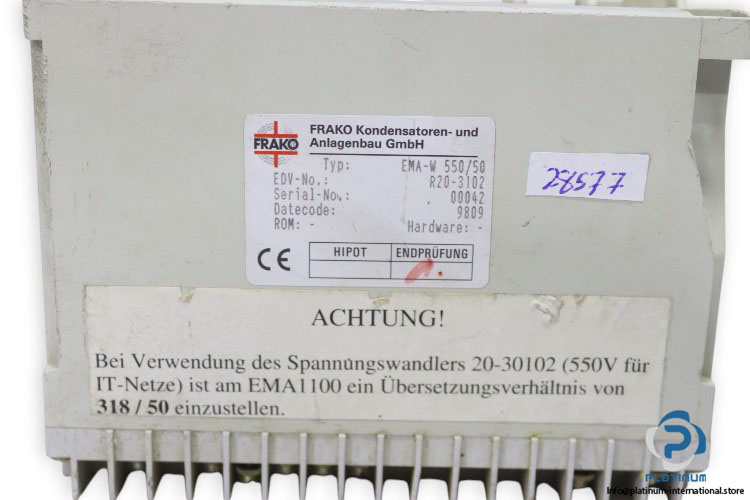 FRAKO
FRAKO Kondensatoren- und
Anlagenbau GmbH
Typ: EMA-W 550/50
EDV-No.: R20-3102
Serial-No.: 00042
Datecode: 9809
ROM: - Hardware: -
CE
HIPOT ENDPRÜFUNG
28577
ACHTUNG!
Bei Verwendung des Spannungswandlers 20-30102 (550V für
IT-Netze) ist am EMA1100 ein Übersetzungsverhältnis von
318 / 50 einzustellen.
PLATINUM
Info@platinum-international.store